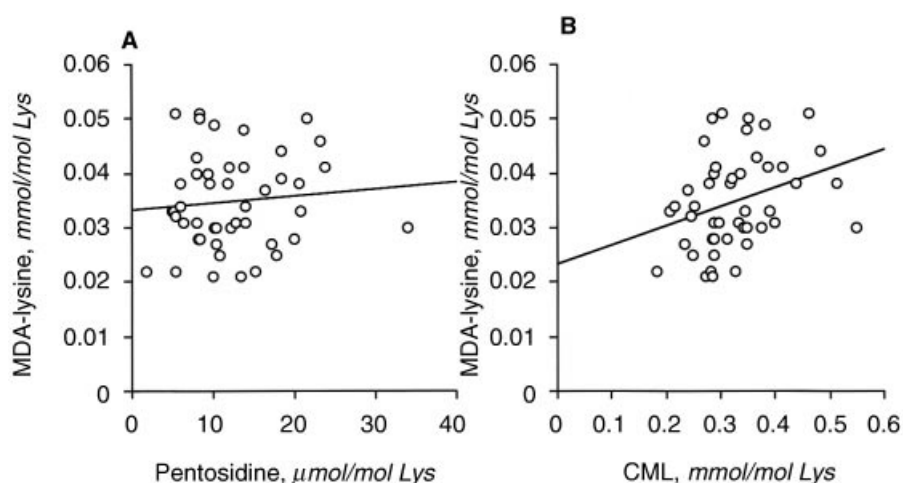 A
MDA-lysine, mmol/mol Lys
0.06
0.05
0.04
0.03
0.02
0.01
0
0 10 20 30 40
Pentosidine, μmol/mol Lys
B
MDA-lysine, mmol/mol Lys
0.06
0.05
0.04
0.03
0.02
0.01
0
0 0.1 0.2 0.3 0.4 0.5 0.6
CML, mmol/mol Lys